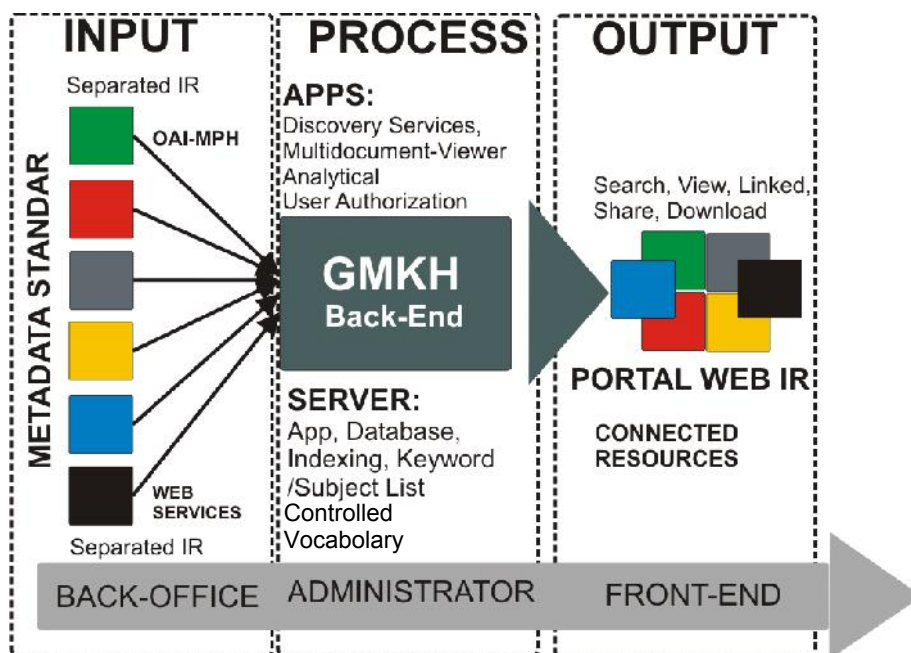 INPUT
Separated IR
METADATA STANDAR
OAI-MPH
WEB
SERVICES
Separated IR
BACK-OFFICE
PROCESS
APPS:
Discovery Services,
Multidocument-Viewer
Analytical
User Authorization
GMKH
Back-End
SERVER:
App, Database,
Indexing, Keyword
/Subject List
Controlled
Vocabolary
ADMINISTRATOR
OUTPUT
Search, View, Linked,
Share, Download
PORTAL WEB IR
CONNECTED
RESOURCES
FRONT-END